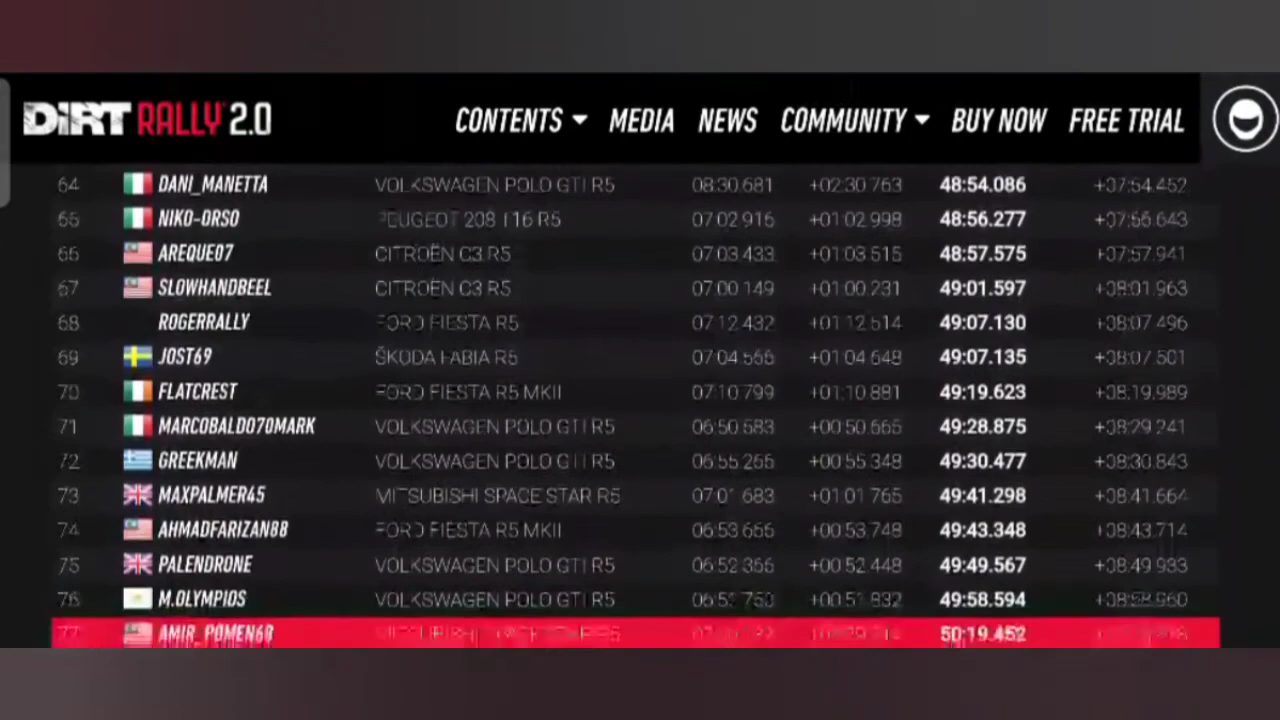 DiRT RALLY 2.0 CONTENTS MEDIA NEWS COMMUNITY BUY NOW FREE TRIAL
64 DANI_MANETTA VOLKSWAGEN POLO GTI R5 08:30.681 +02:30.763 48:54.086 +07:54.452
65 NIKO-ORSO PEUGEOT 208 T16 R5 07:02.916 +01:02.998 48:56.277 +07:55.643
66 AREQUE07 CITROËN C3 R5 07:03.433 +01:03.515 48:57.575 +07:57.941
67 SLOWHANDBEEL CITROËN C3 R5 07:00.149 +01:00.231 49:01.597 +08:01.963
68 ROGERRALLY FORD FIESTA R5 07:12.432 +01:12.514 49:07.130 +08:07.496
69 JOST69 ŠKODA FABIA R5 07:04.566 +01:04.648 49:07.135 +08:07.501
70 FLATCREST FORD FIESTA R5 MKII 07:10.799 +01:10.881 49:19.623 +08:19.989
71 MARCOBALDO70MARK VOLKSWAGEN POLO GTI R5 06:50.583 +00:50.665 49:28.875 +08:29.241
72 GREEKMAN VOLKSWAGEN POLO GTI R5 06:55.266 +00:55.348 49:30.477 +08:30.843
73 MAXPALMER45 MITSUBISHI SPACE STAR R5 07:01.683 +01:01.765 49:41.298 +08:41.664
74 AHMADFARIZAN88 FORD FIESTA R5 MKII 06:53.666 +00:53.748 49:43.348 +08:43.714
75 PALENDRONE VOLKSWAGEN POLO GTI R5 06:52.366 +00:52.448 49:49.567 +08:49.933
76 M.OLYMPIOS VOLKSWAGEN POLO GTI R5 06:51.750 +00:51.832 49:58.594 +08:58.960
77 AMIR_POMEN68 50:19.452